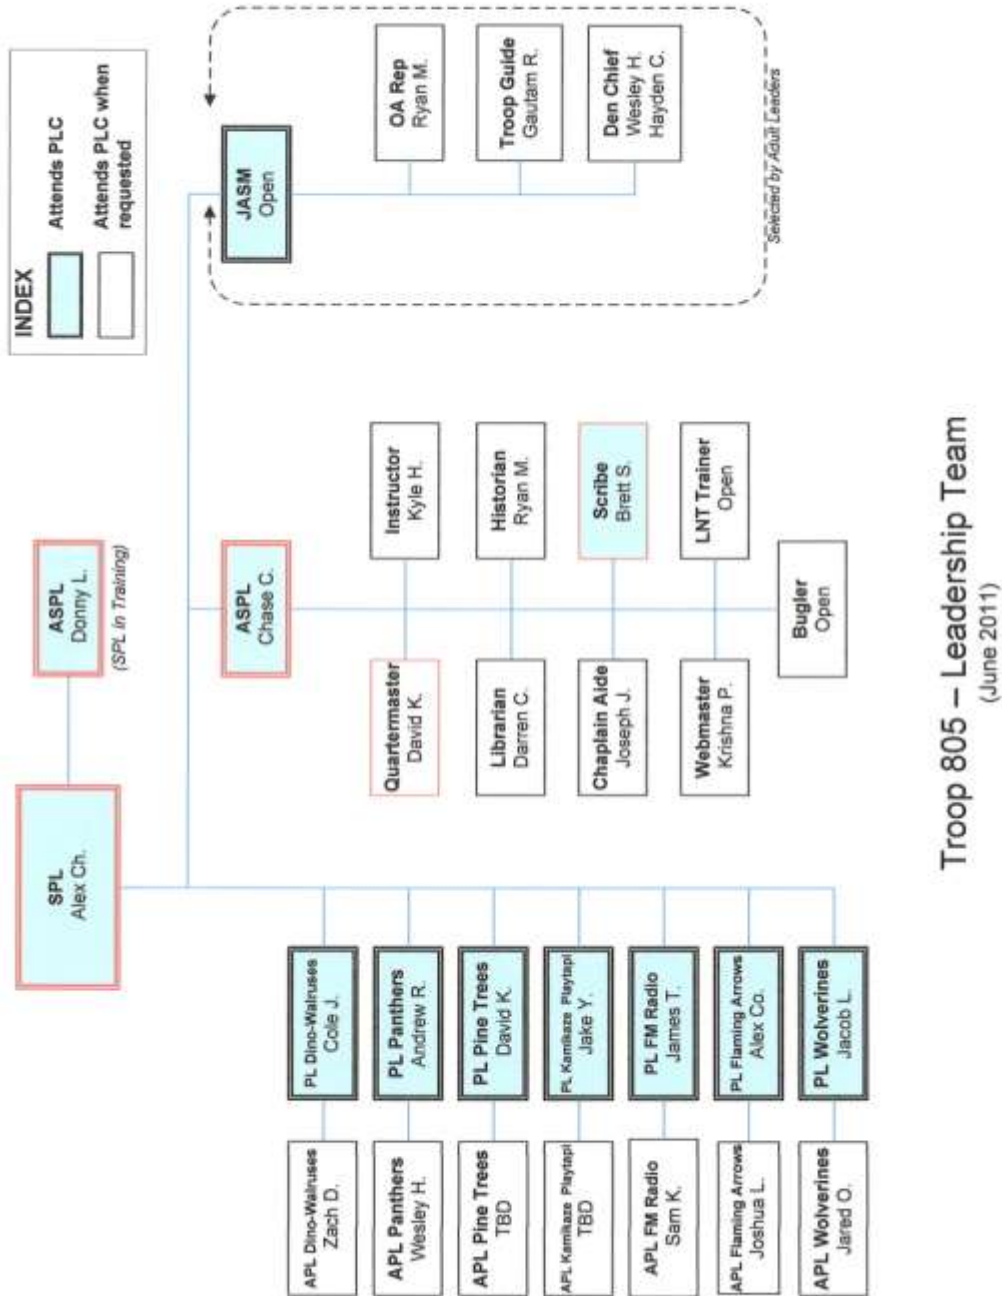 INDEX
Attends PLC
Attends PLC when
requested
SPL
Alex Ch.
ASPL
Donny L.
(SPL in Training)
ASPL
Chase C.
JASM
Open
PL Dino-Walruses
Cole J.
APL Dino-Walruses
Zach D.
PL Panthers
Andrew R.
APL Panthers
Wesley H.
PL Pine Trees
David K.
APL Pine Trees
TBD
PL Kamikaze Playtapi
Jake Y.
APL Kamikaze Playtapi
TBD
PL FM Radio
James T.
APL FM Radio
Sam K.
PL Flaming Arrows
Alex Co.
APL Flaming Arrows
Joshua L.
PL Wolverines
Jacob L.
APL Wolverines
Jared O.
Quartermaster
David K.
Instructor
Kyle H.
Librarian
Darren C.
Historian
Ryan M.
Chaplain Aide
Joseph J.
Scribe
Brett S.
Webmaster
Krishna P.
LNT Trainer
Open
Bugler
Open
OA Rep
Ryan M.
Troop Guide
Gautam R.
Den Chief
Wesley H.
Hayden C.
Selected by Adult Leaders
Troop 805 – Leadership Team
(June 2011)